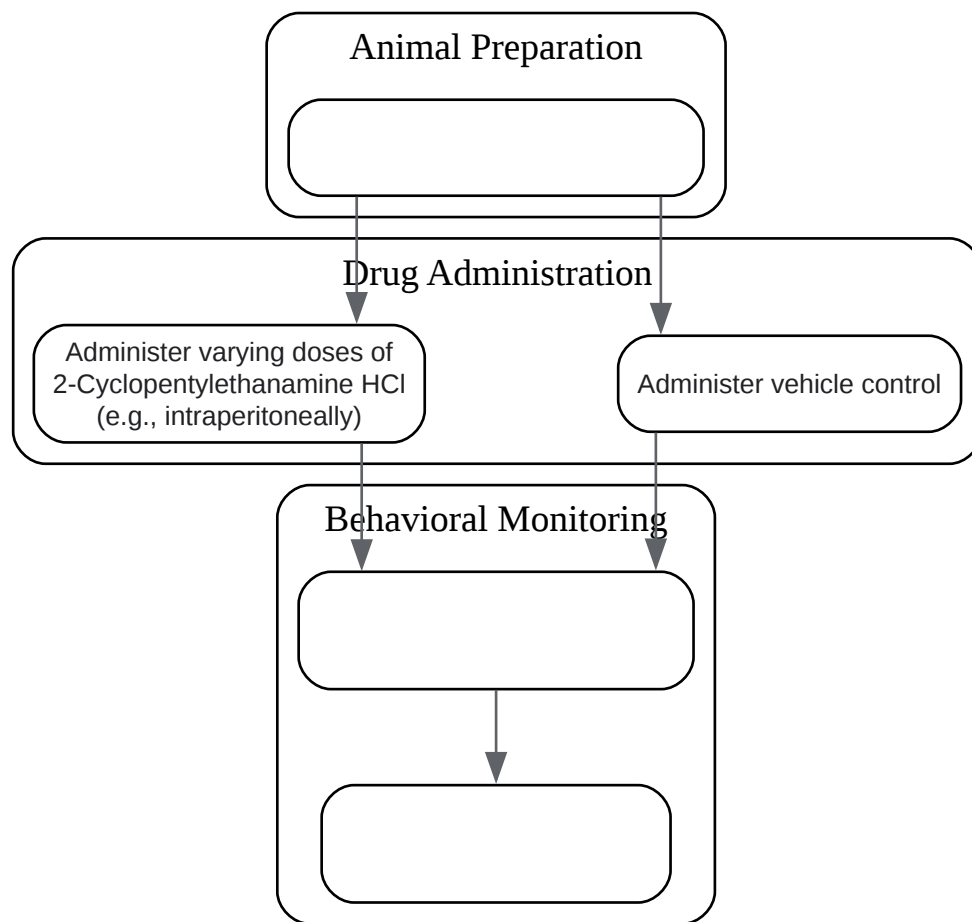 Animal Preparation
Drug Administration
Administer varying doses of
2-Cyclopentylethanamine HCl
(e.g., intraperitoneally)
Administer vehicle control
Behavioral Monitoring